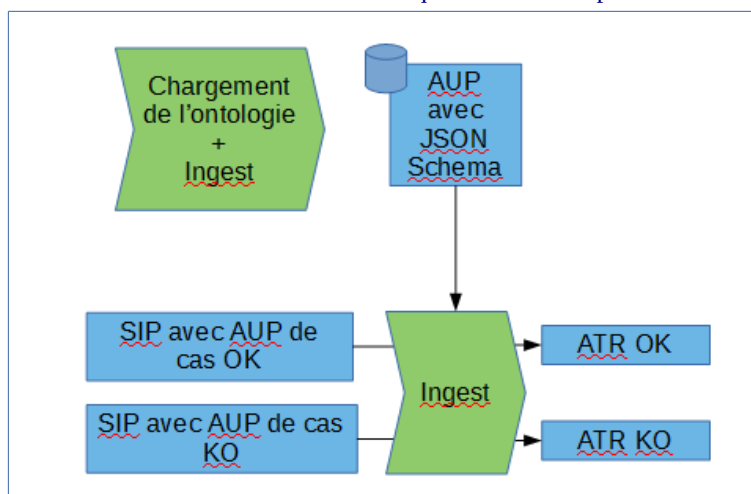 Chargement
de l’ontologie
+
Ingest
AUP
avec
JSON
Schema
SIP avec AUP de
cas OK
ATR OK
Ingest
SIP avec AUP de cas
KO
ATR KO